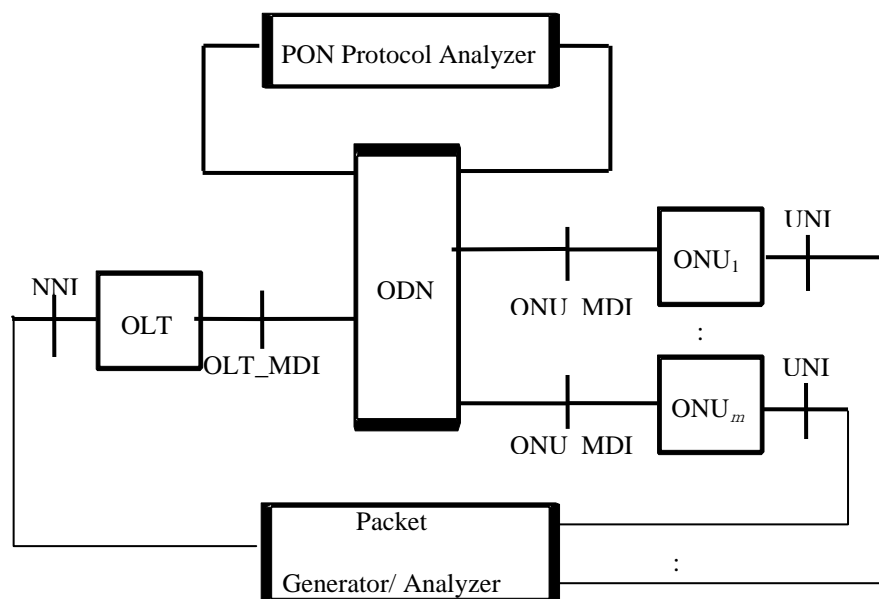 PON Protocol Analyzer
UNI
ONU1
NNI
ODN
ONU_MDI
OLT
:
OLT_MDI
UNI
ONUm
ONU_MDI
Packet
Generator/ Analyzer
: